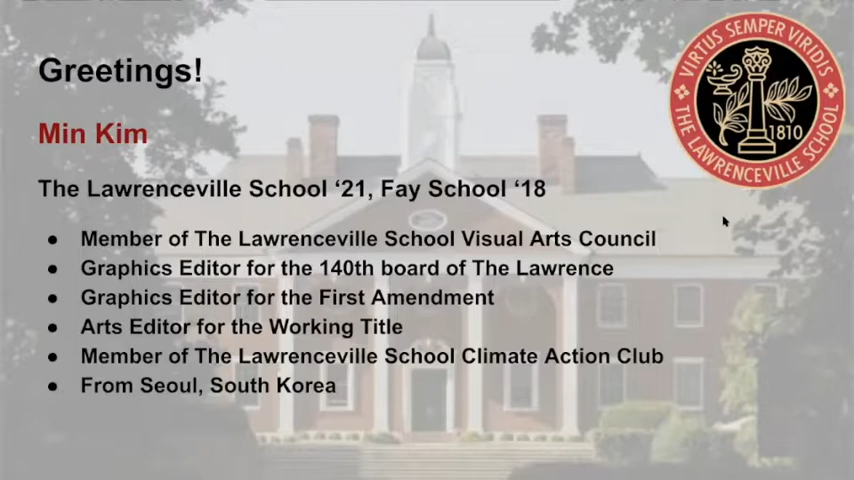 Greetings!
VIRTUS SEMPER VIRIDIS
THE LAWRENCEVILLE SCHOOL
1810
Min Kim
The Lawrenceville School ‘21, Fay School ‘18
● Member of The Lawrenceville School Visual Arts Council
● Graphics Editor for the 140th board of The Lawrence
● Graphics Editor for the First Amendment
● Arts Editor for the Working Title
● Member of The Lawrenceville School Climate Action Club
● From Seoul, South Korea